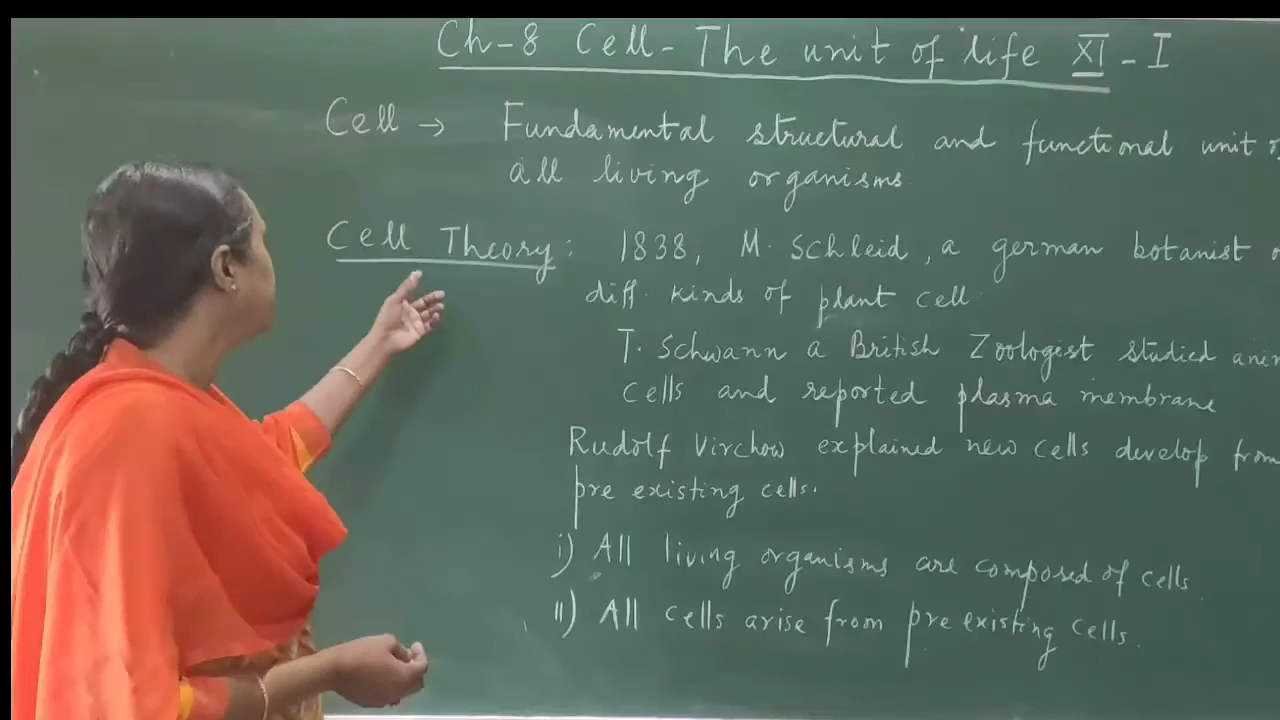 Ch-8 Cell - The unit of life XI - I
Cell → Fundamental structural and functional unit
all living organisms
Cell Theory: 1838, M. Schleid, a german botanist
diff. kinds of plant cell
T. Schwann a British Zoologist studied
cells and reported plasma membrane
Rudolf Virchow explained new cells develop from
pre existing cells.
i) All living organisms are composed of cells
ii) All cells arise from pre existing cells.